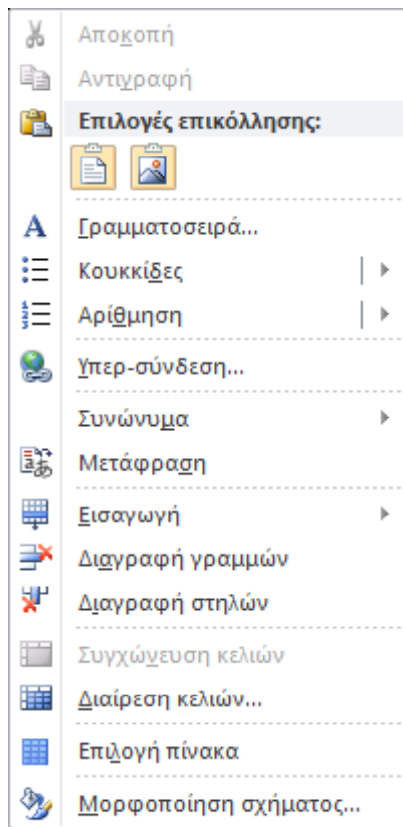 Αποκοπή
Αντιγραφή
Επιλογές επικόλλησης:
Γραμματοσειρά...
Κουκκίδες
Αρίθμηση
Υπερ-σύνδεση...
Συνώνυμα
Μετάφραση
Εισαγωγή
Διαγραφή γραμμών
Διαγραφή στηλών
Συγχώνευση κελιών
Διαίρεση κελιών...
Επιλογή πίνακα
Μορφοποίηση σχήματος...